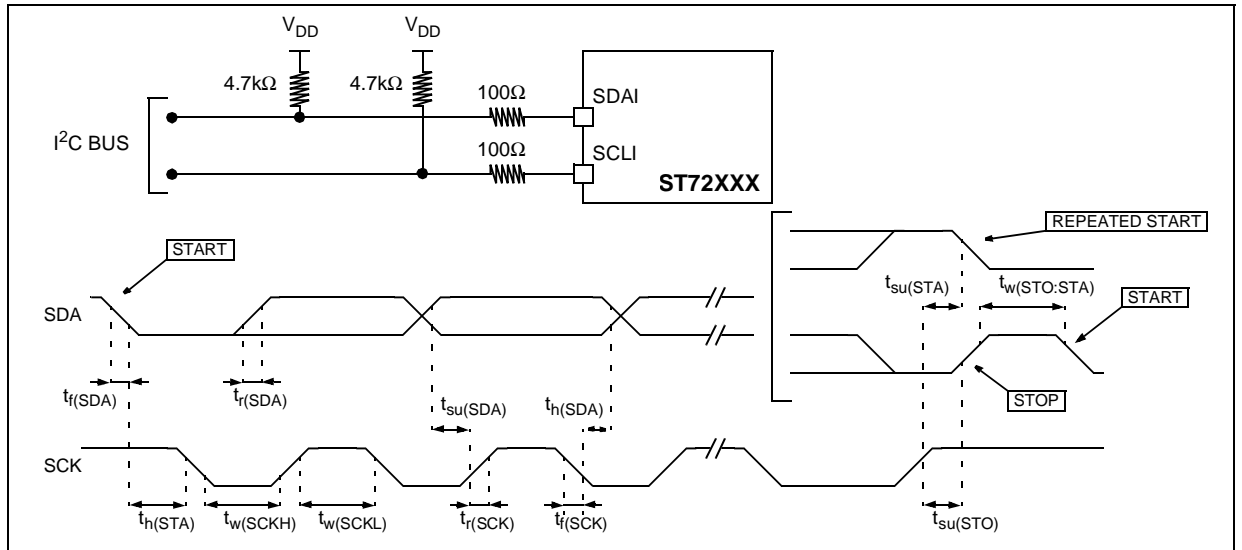 VDD VDD
4.7kΩ 4.7kΩ
100Ω
SDAI
I2C BUS
100Ω
SCLI
ST72XXX
REPEATED START
START
tsu(STA) tw(STO:STA)
START
SDA
tf(SDA) tr(SDA)
tsu(SDA) th(SDA)
STOP
SCK
th(STA) tw(SCKH) tw(SCKL) tr(SCK) tf(SCK) tsu(STO)